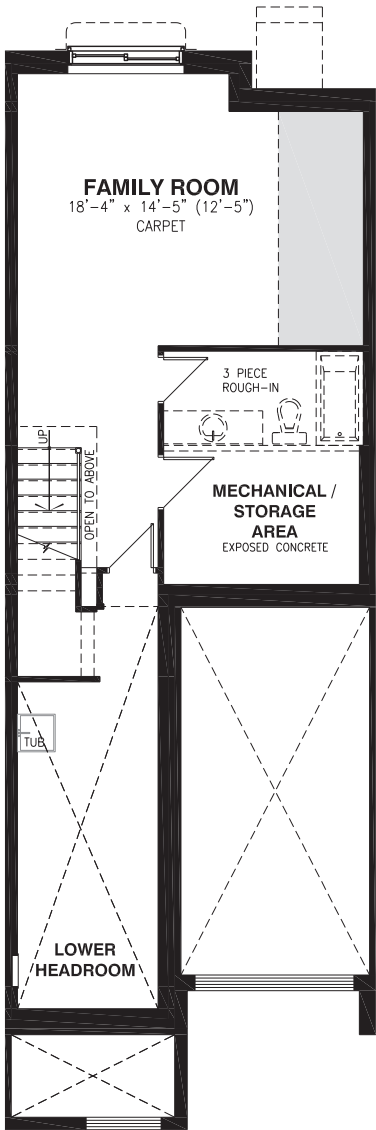 FAMILY ROOM
18'-4" x 14'-5" (12'-5")
CARPET
3 PIECE
ROUGH-IN
UP
OPEN TO ABOVE
MECHANICAL /
STORAGE
AREA
EXPOSED CONCRETE
TUB
LOWER
HEADROOM